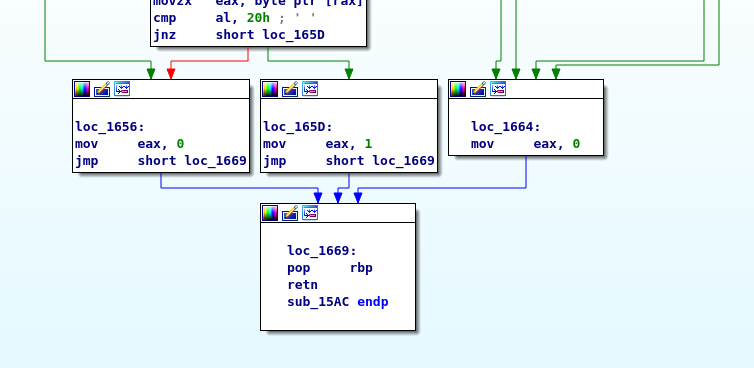 movzx eax, byte ptr [rax]
cmp al, 20h ; ' '
jnz short loc_165D
loc_1656:
mov eax, 0
jmp short loc_1669
loc_165D:
mov eax, 1
jmp short loc_1669
loc_1664:
mov eax, 0
loc_1669:
pop rbp
retn
sub_15AC endp